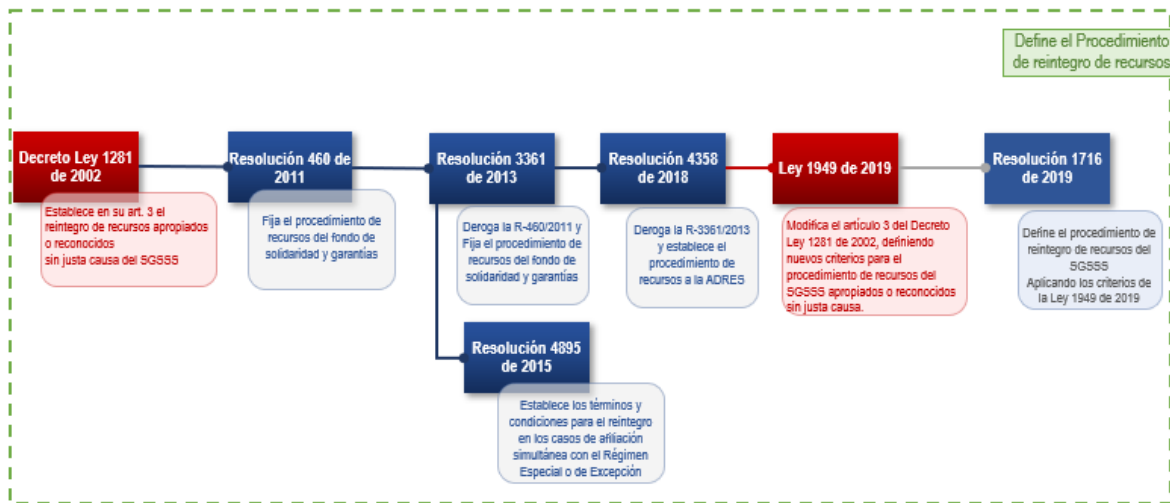 Define el Procedimiento
de reintegro de recursos
Decreto Ley 1281
de 2002
Establece en su art. 3 el
reintegro de recursos apropiados
o reconocidos
sin justa causa del SGSSS
Resolución 460 de
2011
Fija el procedimiento de
recursos del fondo de
solidaridad y garantías
Resolución 3361
de 2013
Deroga la R-460/2011 y
Fija el procedimiento de
recursos del fondo de
solidaridad y garantías
Resolución 4358
de 2018
Deroga la R-3361/2013
y establece el
procedimiento de
recursos a la ADRES
Ley 1949 de 2019
Modifica el artículo 3 del Decreto
Ley 1281 de 2002, definiendo
nuevos criterios para el
procedimiento de recursos del
SGSSS apropiados o reconocidos
sin justa causa.
Resolución 1716
de 2019
Define el procedimiento de
reintegro de recursos del
SGSSS
Aplicando los criterios de
la Ley 1949 de 2019
Resolución 4895
de 2015
Establece los términos y
condiciones para el reintegro
en los casos de afiliación
simultánea con el Régimen
Especial o de Excepción